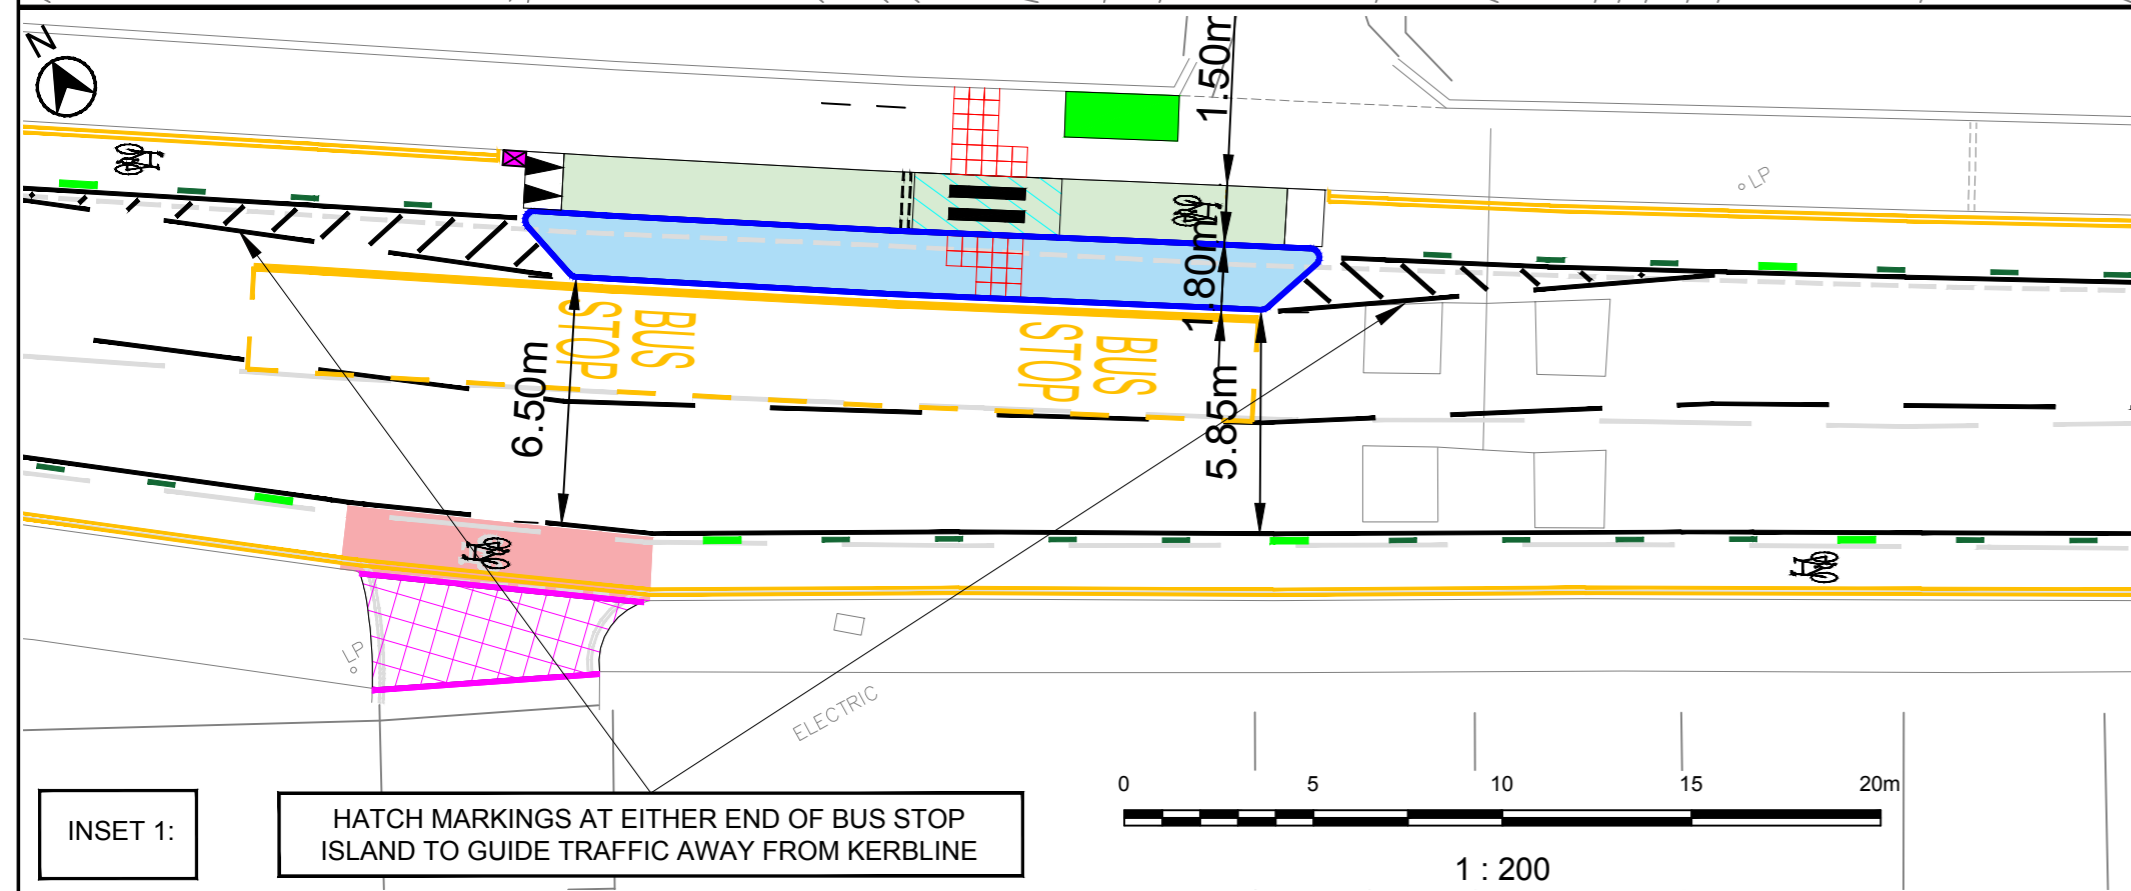 N
1.50m
LP
1.80m
BUS
STOP
BUS
STOP
6.50m
5.85m
LP
ELECTRIC
0 5 10 15 20m
1 : 200
INSET 1:
HATCH MARKINGS AT EITHER END OF BUS STOP
ISLAND TO GUIDE TRAFFIC AWAY FROM KERBLINE